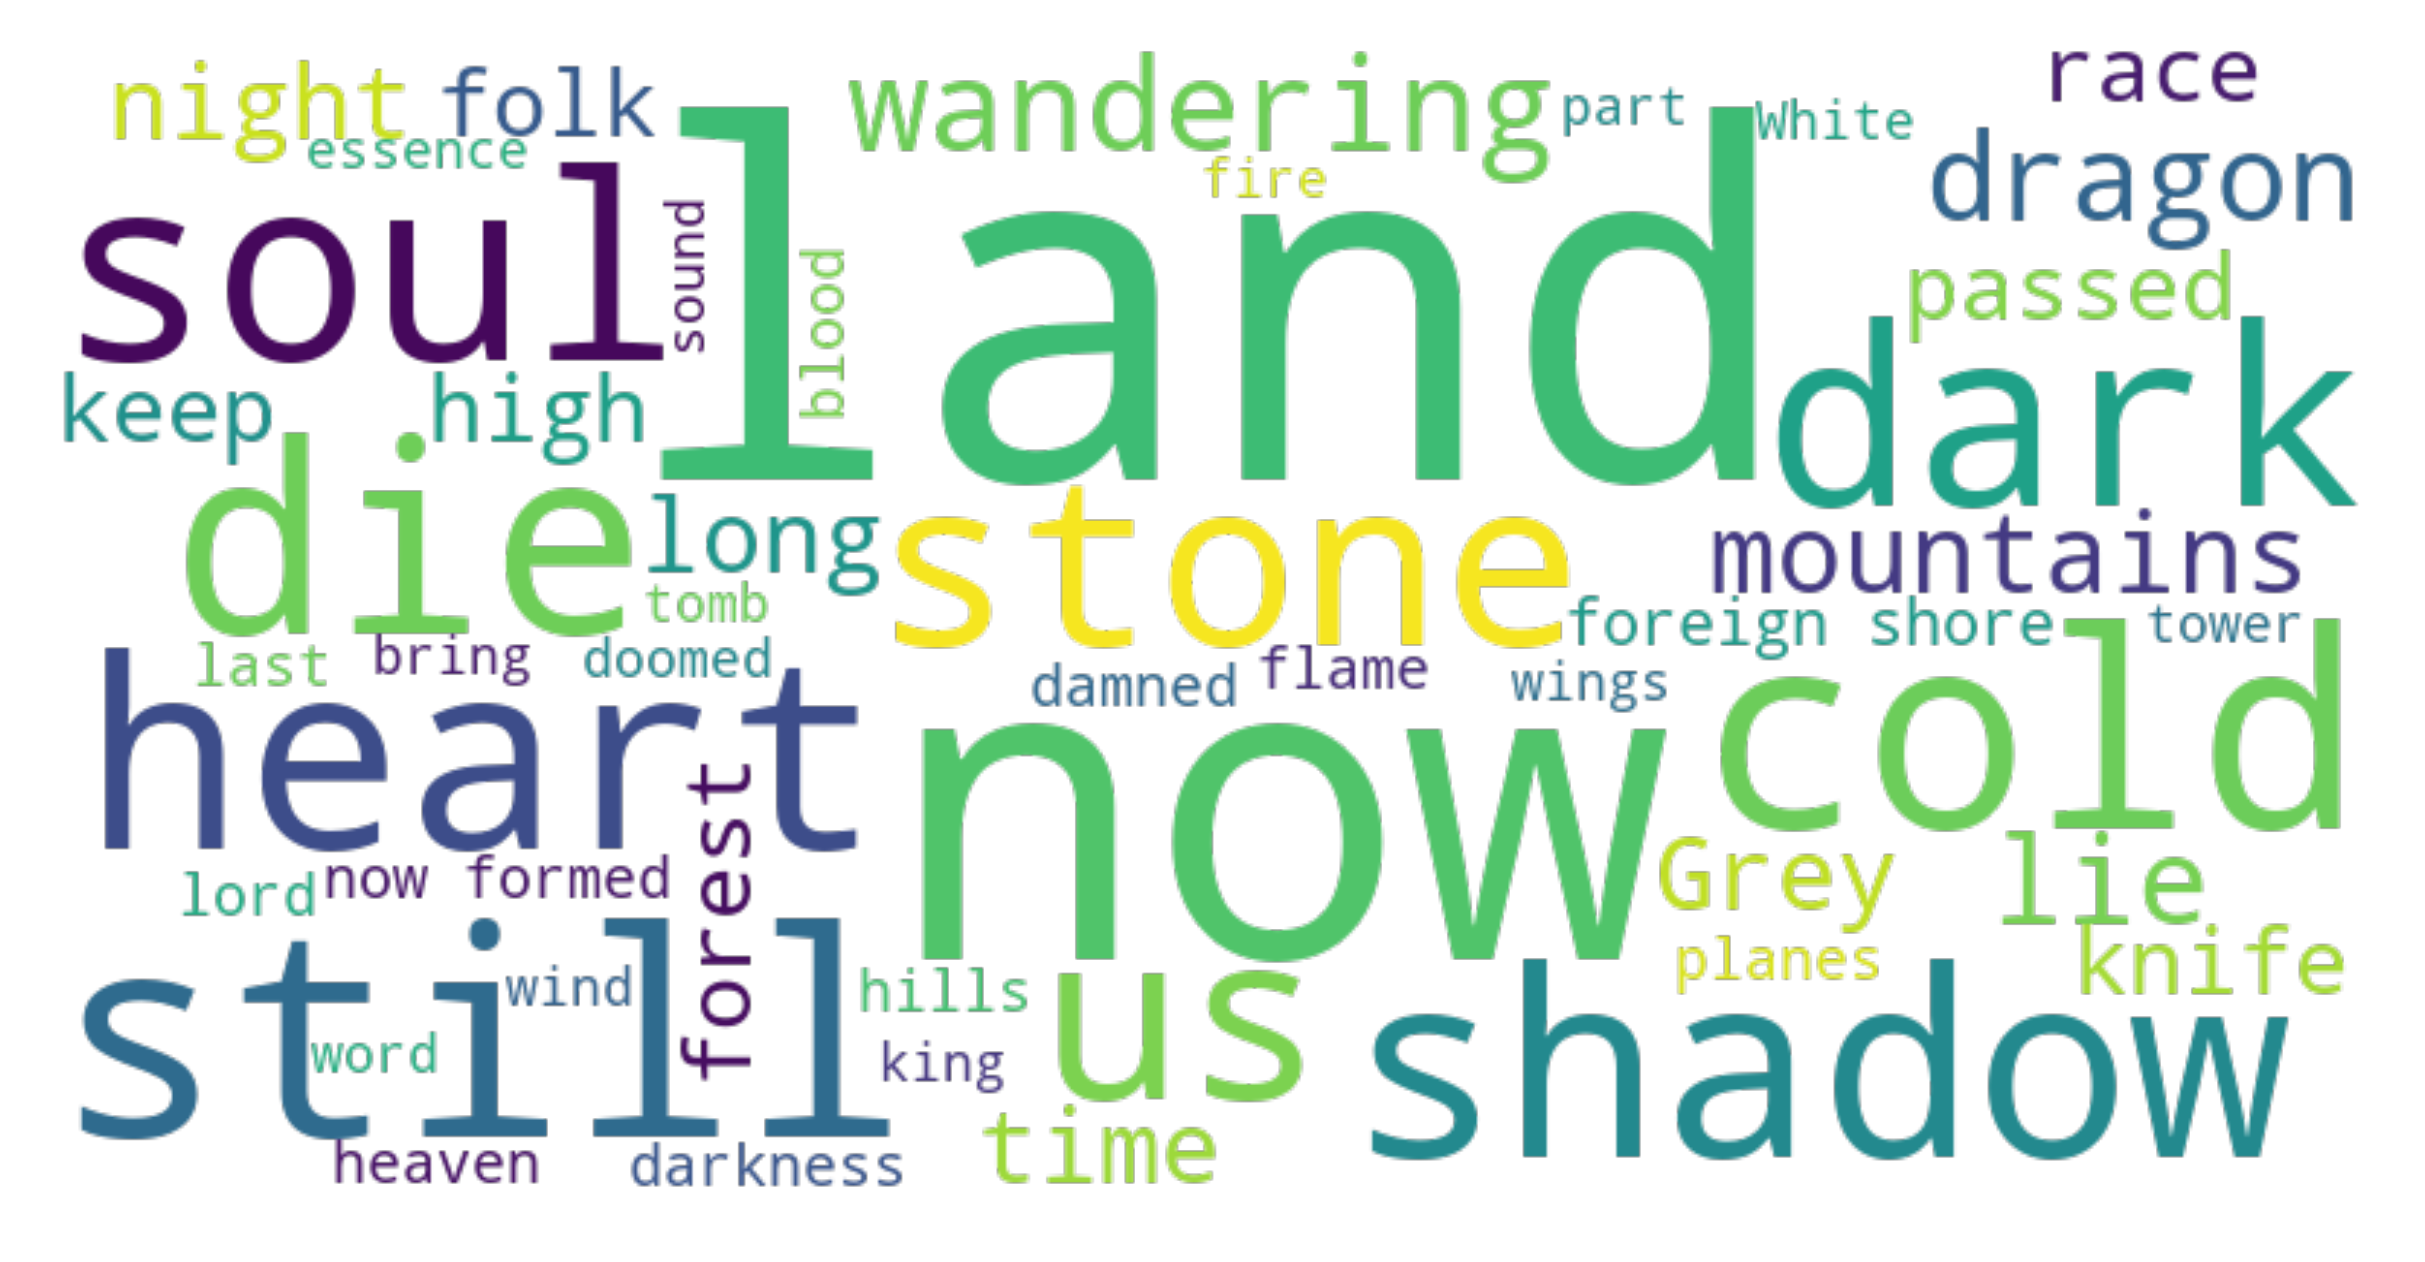 night
folk
wandering
part
White
race
essence
fire
dragon
soul
sound
blood
land
passed
keep
high
dark
die
long
stone
mountains
tomb
foreign shore
tower
last
bring
doomed
damned
flame
wings
heart
forest
now
cold
lord
now formed
Grey
lie
still
wind
hills
planes
knife
word
king
us
shadow
heaven
darkness
time